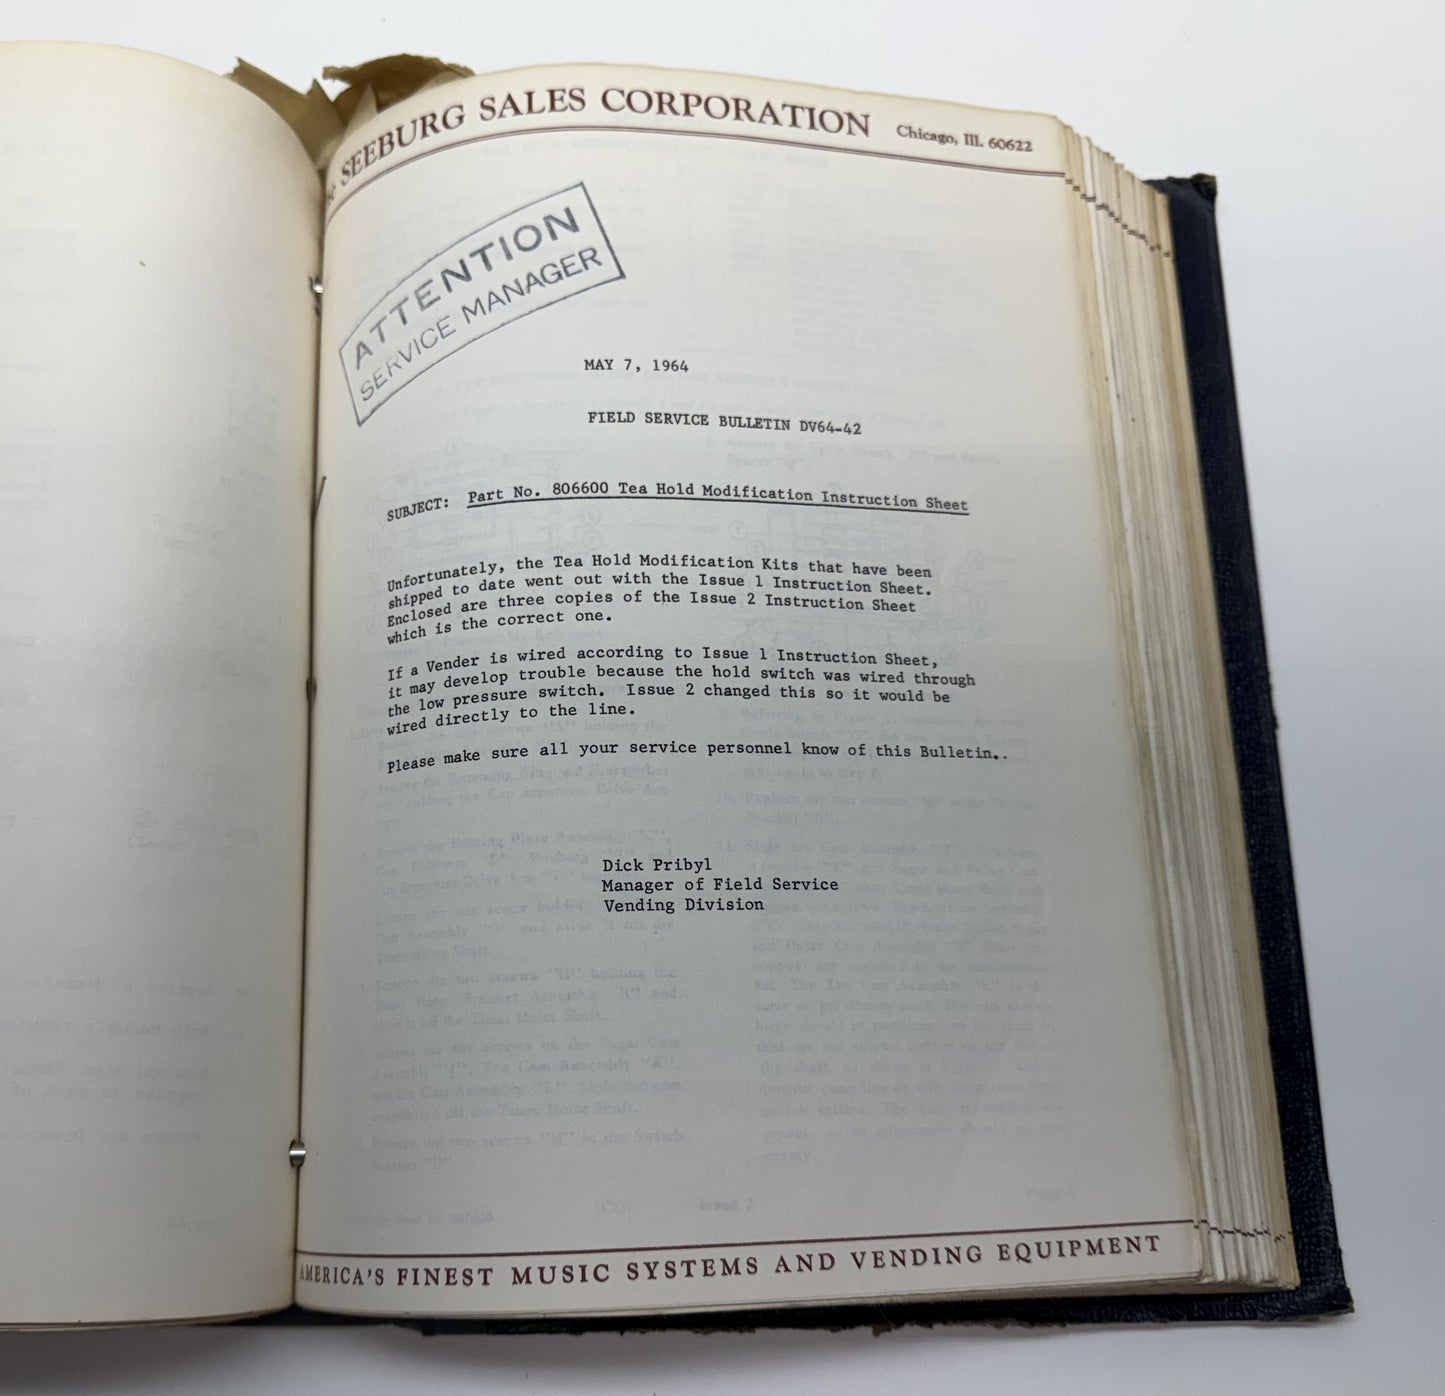 The SEEBURG SALES CORPORATION Chicago, Ill. 60622
ATTENTION
SERVICE MANAGER
MAY 7, 1964
FIELD SERVICE BULLETIN DV64-42
SUBJECT: Part No. 806600 Tea Hold Modification Instruction Sheet
Unfortunately, the Tea Hold Modification Kits that have been
shipped to date went out with the Issue 1 Instruction Sheet.
Enclosed are three copies of the Issue 2 Instruction Sheet
which is the correct one.
If a Vender is wired according to Issue 1 Instruction Sheet,
it may develop trouble because the hold switch was wired through
the low pressure switch. Issue 2 changed this so it would be
wired directly to the line.
Please make sure all your service personnel know of this Bulletin..
Dick Pribyl
Manager of Field Service
Vending Division
AMERICA'S FINEST MUSIC SYSTEMS AND VENDING EQUIPMENT